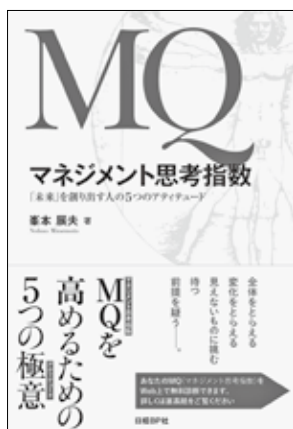 MQ
マネジメント思考指数
「未来」を創り出す人の5つのアティテュード
峯本 展夫 著
Nobuo Minemoto
全体をとらえる
変化をとらえる
見えないものに挑む
待つ
前提を疑う——。
MQを
高めるための
5つの極意
あなたのMQ(マネジメント思考指数)を
Web上で無料診断できます。
詳しくは裏表紙をご覧ください
日経BP社